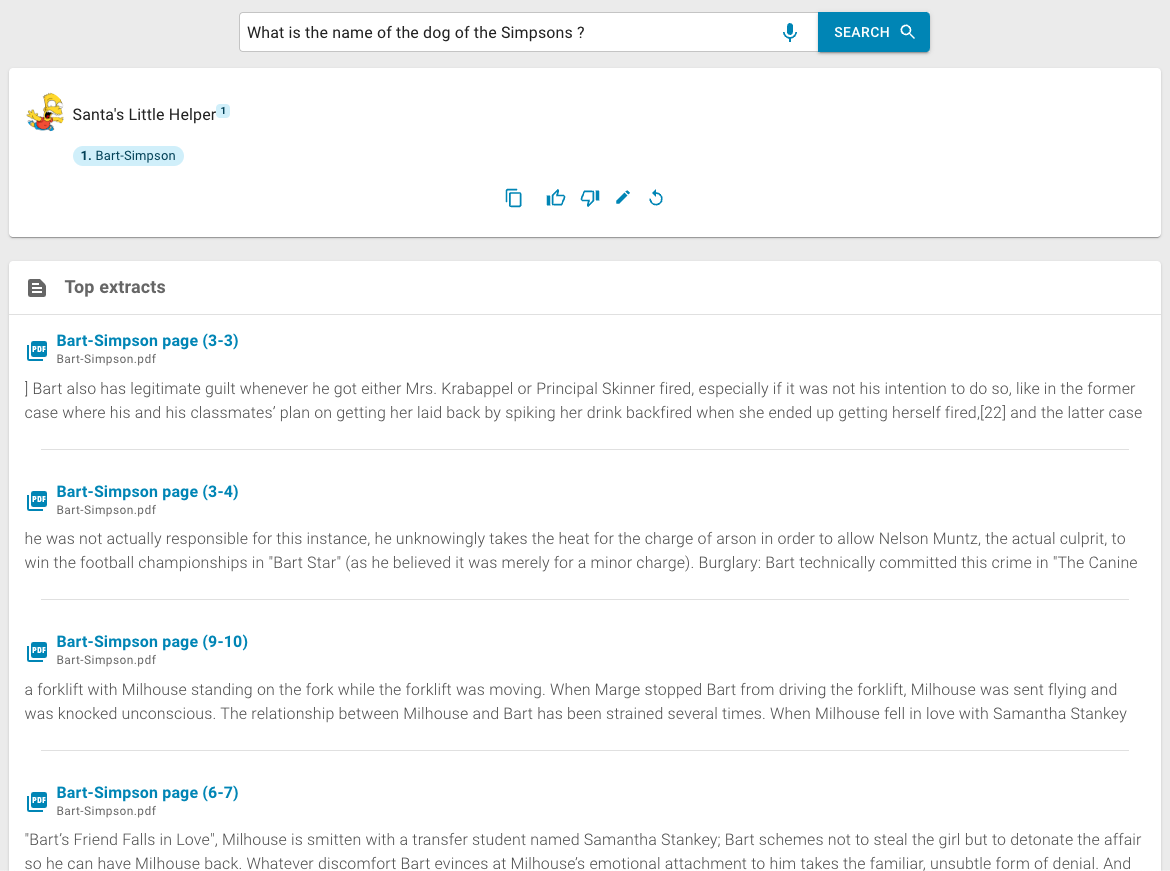 What is the name of the dog of the Simpsons ?
SEARCH
Santa's Little Helper 1
1. Bart-Simpson
Top extracts
PDF
Bart-Simpson page (3-3)
Bart-Simpson.pdf
] Bart also has legitimate guilt whenever he got either Mrs. Krabappel or Principal Skinner fired, especially if it was not his intention to do so, like in the former
case where his and his classmates’ plan on getting her laid back by spiking her drink backfired when she ended up getting herself fired,[22] and the latter case
PDF
Bart-Simpson page (3-4)
Bart-Simpson.pdf
he was not actually responsible for this instance, he unknowingly takes the heat for the charge of arson in order to allow Nelson Muntz, the actual culprit, to
win the football championships in "Bart Star" (as he believed it was merely for a minor charge). Burglary: Bart technically committed this crime in "The Canine
PDF
Bart-Simpson page (9-10)
Bart-Simpson.pdf
a forklift with Milhouse standing on the fork while the forklift was moving. When Marge stopped Bart from driving the forklift, Milhouse was sent flying and
was knocked unconscious. The relationship between Milhouse and Bart has been strained several times. When Milhouse fell in love with Samantha Stankey
PDF
Bart-Simpson page (6-7)
Bart-Simpson.pdf
"Bart’s Friend Falls in Love", Milhouse is smitten with a transfer student named Samantha Stankey; Bart schemes not to steal the girl but to detonate the affair
so he can have Milhouse back. Whatever discomfort Bart evinces at Milhouse’s emotional attachment to him takes the familiar, unsubtle form of denial. And